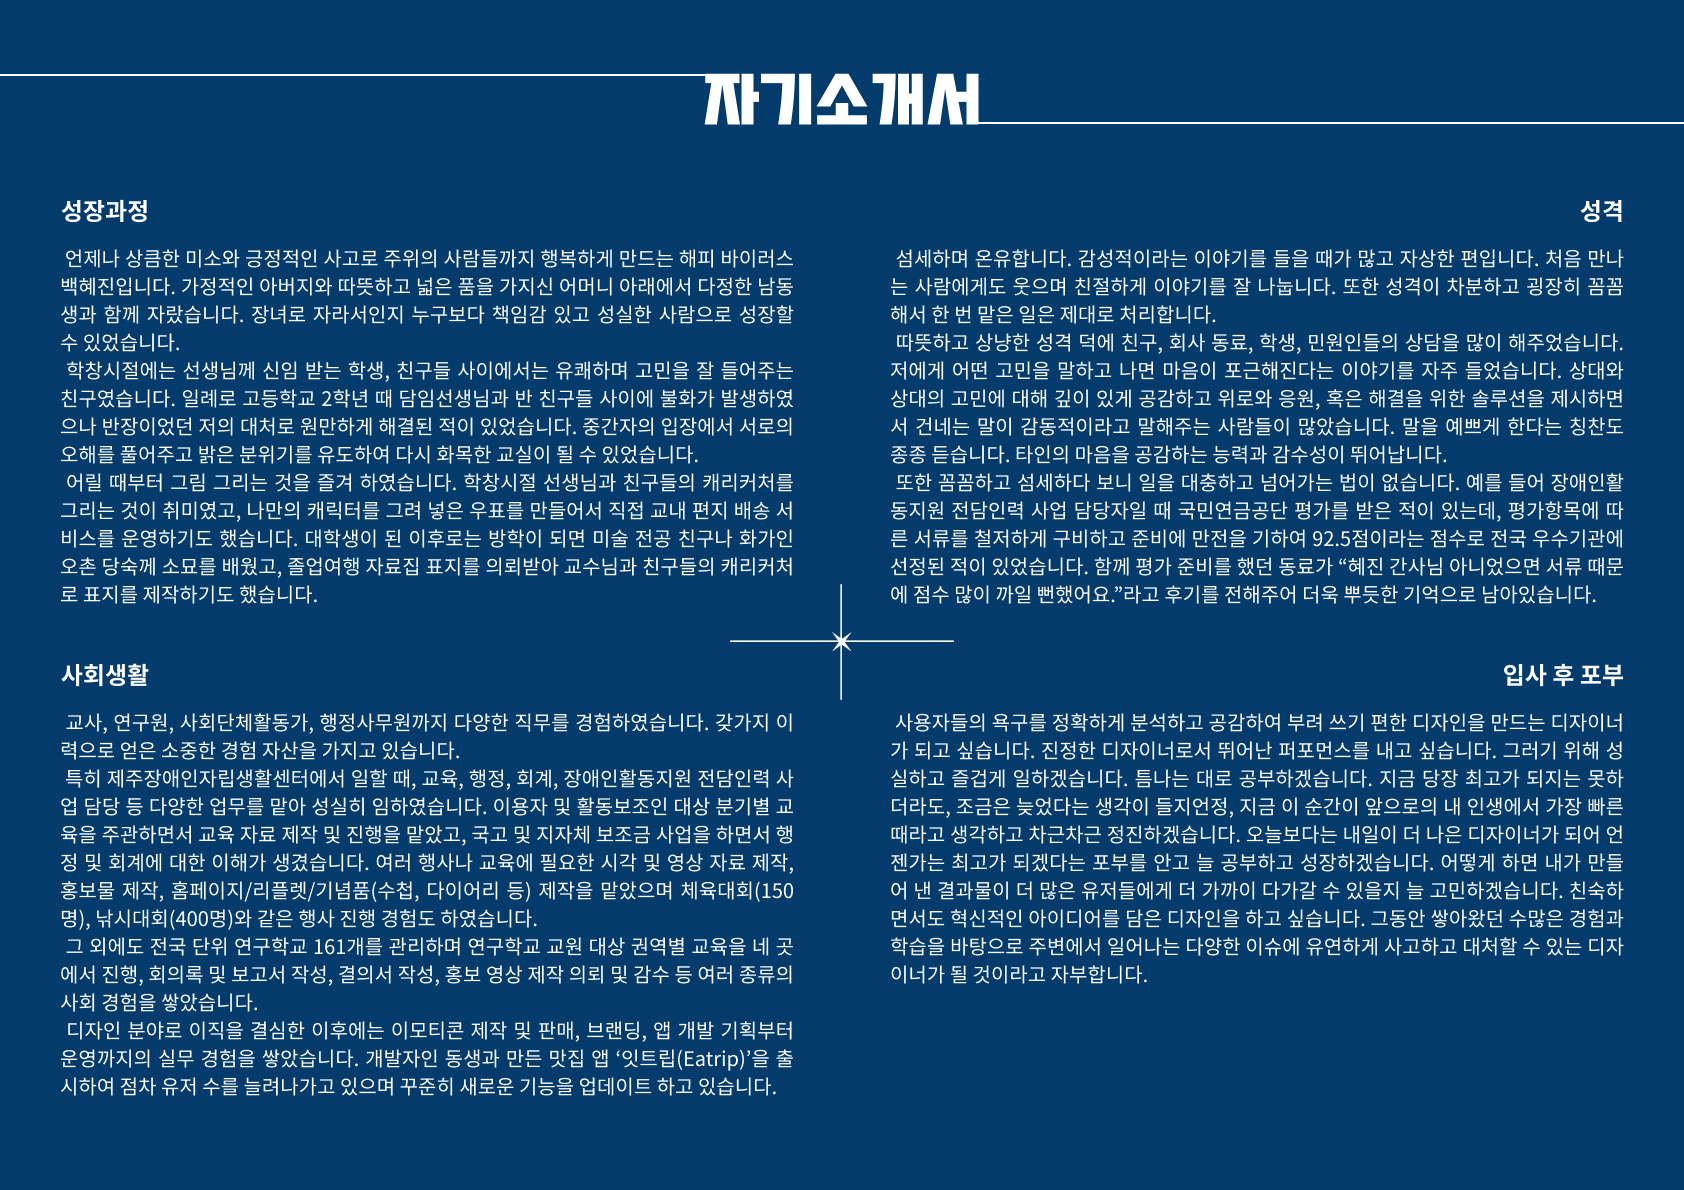 자기소개서
성장과정
언제나 상큼한 미소와 긍정적인 사고로 주위의 사람들까지 행복하게 만드는 해피 바이러스
백혜진입니다. 가정적인 아버지와 따뜻하고 넓은 품을 가지신 어머니 아래에서 다정한 남동
생과 함께 자랐습니다. 장녀로 자라서인지 누구보다 책임감 있고 성실한 사람으로 성장할
수 있었습니다.
학창시절에는 선생님께 신임 받는 학생, 친구들 사이에서는 유쾌하며 고민을 잘 들어주는
친구였습니다. 일례로 고등학교 2학년 때 담임선생님과 반 친구들 사이에 불화가 발생하였
으나 반장이었던 저의 대처로 원만하게 해결된 적이 있었습니다. 중간자의 입장에서 서로의
오해를 풀어주고 밝은 분위기를 유도하여 다시 화목한 교실이 될 수 있었습니다.
어릴 때부터 그림 그리는 것을 즐겨 하였습니다. 학창시절 선생님과 친구들의 캐리커처를
그리는 것이 취미였고, 나만의 캐릭터를 그려 넣은 우표를 만들어서 직접 교내 편지 배송 서
비스를 운영하기도 했습니다. 대학생이 된 이후로는 방학이 되면 미술 전공 친구나 화가인
오촌 당숙께 소묘를 배웠고, 졸업여행 자료집 표지를 의뢰받아 교수님과 친구들의 캐리커처
로 표지를 제작하기도 했습니다.
성격
섬세하며 온유합니다. 감성적이라는 이야기를 들을 때가 많고 자상한 편입니다. 처음 만나
는 사람에게도 웃으며 친절하게 이야기를 잘 나눕니다. 또한 성격이 차분하고 굉장히 꼼꼼
해서 한 번 맡은 일은 제대로 처리합니다.
따뜻하고 상냥한 성격 덕에 친구, 회사 동료, 학생, 민원인들의 상담을 많이 해주었습니다.
저에게 어떤 고민을 말하고 나면 마음이 포근해진다는 이야기를 자주 들었습니다. 상대와
상대의 고민에 대해 깊이 있게 공감하고 위로와 응원, 혹은 해결을 위한 솔루션을 제시하면
서 건네는 말이 감동적이라고 말해주는 사람들이 많았습니다. 말을 예쁘게 한다는 칭찬도
종종 듣습니다. 타인의 마음을 공감하는 능력과 감수성이 뛰어납니다.
또한 꼼꼼하고 섬세하다 보니 일을 대충하고 넘어가는 법이 없습니다. 예를 들어 장애인활
동지원 전담인력 사업 담당자일 때 국민연금공단 평가를 받은 적이 있는데, 평가항목에 따
른 서류를 철저하게 구비하고 준비에 만전을 기하여 92.5점이라는 점수로 전국 우수기관에
선정된 적이 있었습니다. 함께 평가 준비를 했던 동료가 “혜진 간사님 아니었으면 서류 때문
에 점수 많이 까일 뻔했어요.”라고 후기를 전해주어 더욱 뿌듯한 기억으로 남아있습니다.
사회생활
교사, 연구원, 사회단체활동가, 행정사무원까지 다양한 직무를 경험하였습니다. 갖가지 이
력으로 얻은 소중한 경험 자산을 가지고 있습니다.
특히 제주장애인자립생활센터에서 일할 때, 교육, 행정, 회계, 장애인활동지원 전담인력 사
업 담당 등 다양한 업무를 맡아 성실히 임하였습니다. 이용자 및 활동보조인 대상 분기별 교
육을 주관하면서 교육 자료 제작 및 진행을 맡았고, 국고 및 지자체 보조금 사업을 하면서 행
정 및 회계에 대한 이해가 생겼습니다. 여러 행사나 교육에 필요한 시각 및 영상 자료 제작,
홍보물 제작, 홈페이지/리플렛/기념품(수첩, 다이어리 등) 제작을 맡았으며 체육대회(150
명), 낚시대회(400명)와 같은 행사 진행 경험도 하였습니다.
그 외에도 전국 단위 연구학교 161개를 관리하며 연구학교 교원 대상 권역별 교육을 네 곳
에서 진행, 회의록 및 보고서 작성, 결의서 작성, 홍보 영상 제작 의뢰 및 감수 등 여러 종류의
사회 경험을 쌓았습니다.
디자인 분야로 이직을 결심한 이후에는 이모티콘 제작 및 판매, 브랜딩, 앱 개발 기획부터
운영까지의 실무 경험을 쌓았습니다. 개발자인 동생과 만든 맛집 앱 ‘잇트립(Eatrip)’을 출
시하여 점차 유저 수를 늘려나가고 있으며 꾸준히 새로운 기능을 업데이트 하고 있습니다.
입사 후 포부
사용자들의 욕구를 정확하게 분석하고 공감하여 부려 쓰기 편한 디자인을 만드는 디자이너
가 되고 싶습니다. 진정한 디자이너로서 뛰어난 퍼포먼스를 내고 싶습니다. 그러기 위해 성
실하고 즐겁게 일하겠습니다. 틈나는 대로 공부하겠습니다. 지금 당장 최고가 되지는 못하
더라도, 조금은 늦었다는 생각이 들지언정, 지금 이 순간이 앞으로의 내 인생에서 가장 빠른
때라고 생각하고 차근차근 정진하겠습니다. 오늘보다는 내일이 더 나은 디자이너가 되어 언
젠가는 최고가 되겠다는 포부를 안고 늘 공부하고 성장하겠습니다. 어떻게 하면 내가 만들
어 낸 결과물이 더 많은 유저들에게 더 가까이 다가갈 수 있을지 늘 고민하겠습니다. 친숙하
면서도 혁신적인 아이디어를 담은 디자인을 하고 싶습니다. 그동안 쌓아왔던 수많은 경험과
학습을 바탕으로 주변에서 일어나는 다양한 이슈에 유연하게 사고하고 대처할 수 있는 디자
이너가 될 것이라고 자부합니다.